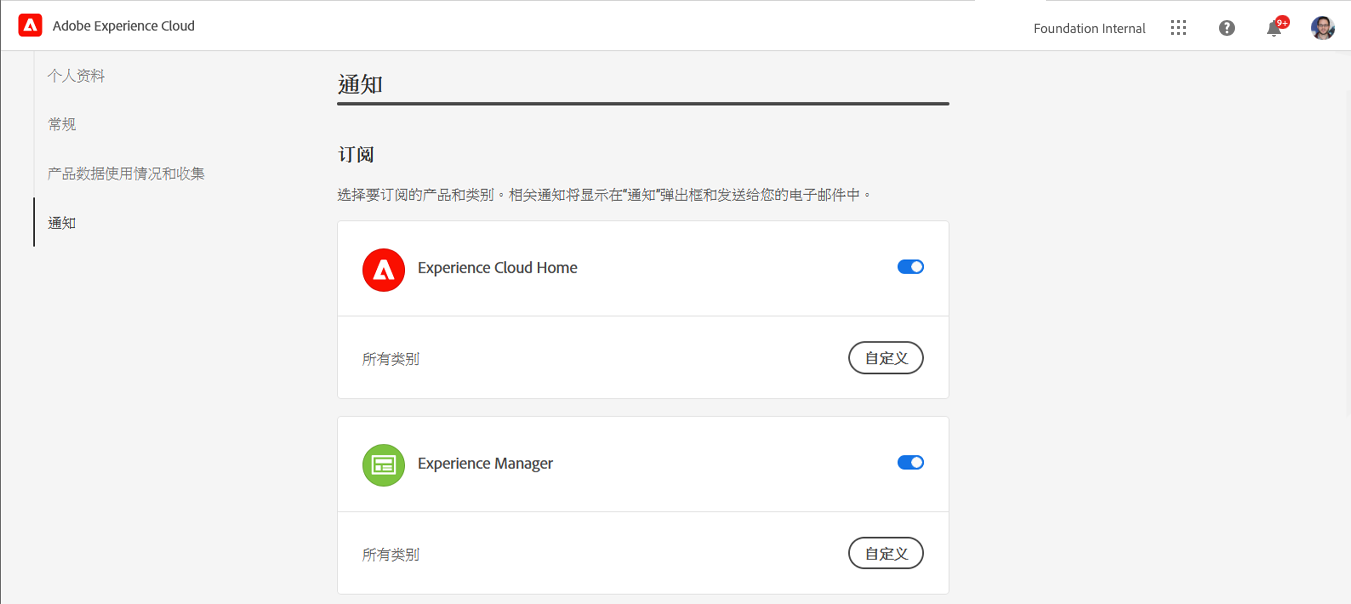 Adobe Experience Cloud
Foundation Internal
9+
个人资料
常规
产品数据使用情况和收集
通知
通知
订阅
选择要订阅的产品和类别。相关通知将显示在“通知”弹出框和发送给您的电子邮件中。
Experience Cloud Home
所有类别
自定义
Experience Manager
所有类别
自定义